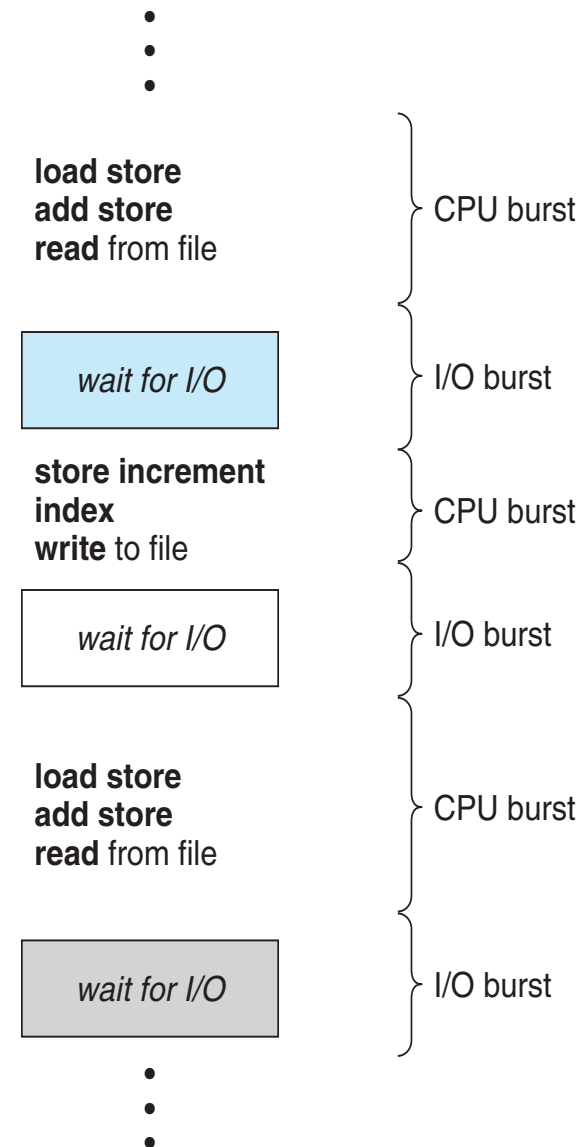 load store
add store
read from file
CPU burst
wait for I/O
I/O burst
store increment
index
write to file
CPU burst
wait for I/O
I/O burst
load store
add store
read from file
CPU burst
wait for I/O
I/O burst